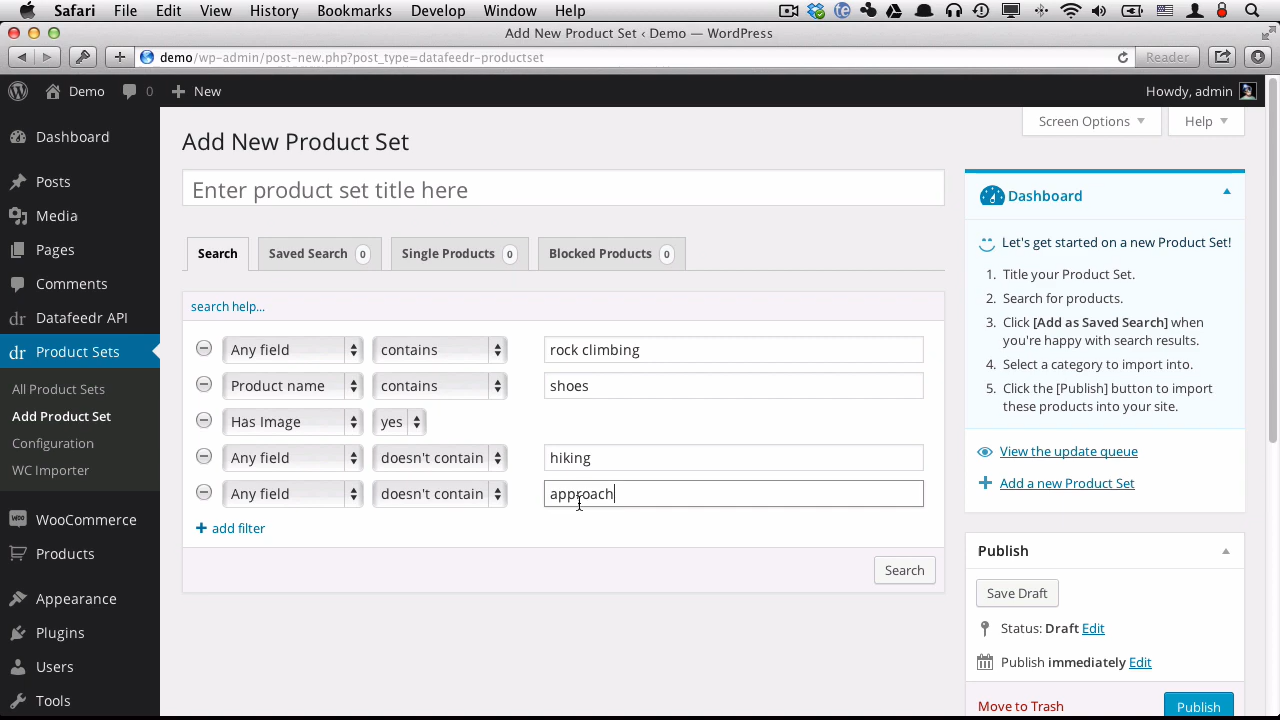 Safari File Edit View History Bookmarks Develop Window Help
Add New Product Set ‹ Demo — WordPress
demo/wp-admin/post-new.php?post_type=datafeedr-productset
Reader
Demo 0 New
Howdy, admin
Dashboard
Posts
Media
Pages
Comments
dr Datafeedr API
dr Product Sets
All Product Sets
Add Product Set
Configuration
WC Importer
WooCommerce
Products
Appearance
Plugins
Users
Tools
Screen Options Help
Add New Product Set
Enter product set title here
Search Saved Search 0 Single Products 0 Blocked Products 0
search help...
Any field contains rock climbing
Product name contains shoes
Has Image yes
Any field doesn't contain hiking
Any field doesn't contain approach
+ add filter
Search
Dashboard
Let's get started on a new Product Set!
1. Title your Product Set.
2. Search for products.
3. Click [Add as Saved Search] when
you're happy with search results.
4. Select a category to import into.
5. Click the [Publish] button to import
these products into your site.
View the update queue
+ Add a new Product Set
Publish
Save Draft
Status: Draft Edit
Publish immediately Edit
Move to Trash Publish